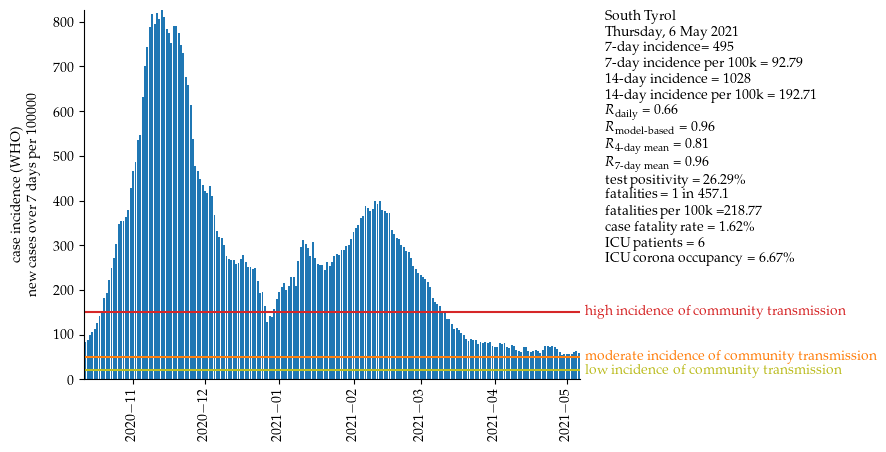 South Tyrol
Thursday, 6 May 2021
7-day incidence= 495
7-day incidence per 100k = 92.79
14-day incidence = 1028
14-day incidence per 100k = 192.71
R_daily = 0.66
R_model-based = 0.96
R_4-day mean = 0.81
R_7-day mean = 0.96
test positivity = 26.29%
fatalities = 1 in 457.1
fatalities per 100k =218.77
case fatality rate = 1.62%
ICU patients = 6
ICU corona occupancy = 6.67%
case incidence (WHO)
new cases over 7 days per 100000
800
700
600
500
400
300
200
100
0
high incidence of community transmission
moderate incidence of community transmission
low incidence of community transmission
2020−11
2020−12
2021−01
2021−02
2021−03
2021−04
2021−05